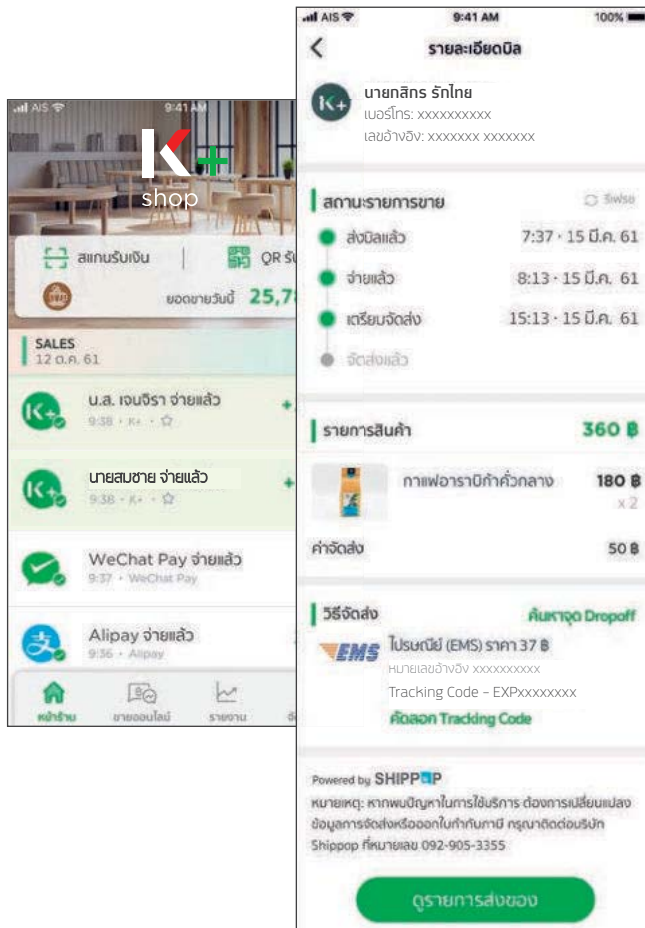 AIS
9:41 AM
K+
shop
สแกนรับเงิน
QR
ยอดขายวันนี้ 25,7
SALES
12 ต.ค. 61
น.ส. เจนจิรา จ่ายแล้ว
+
9:38 • K+ •
นายสมชาย จ่ายแล้ว
+
9:38 • K+ •
WeChat Pay จ่ายแล้ว
9:37 • WeChat Pay
Alipay จ่ายแล้ว
9:36 • Alipay
หน้าร้าน
ขายออนไลน์
รายงาน
AIS
9:41 AM
100%
รายละเอียดบิล
K+
นายกสิกร รักไทย
เบอร์โทร: xxxxxxxxxx
เลขอ้างอิง: xxxxxxx xxxxxxx
สถานะรายการขาย
รีเฟรช
ส่งบิลแล้ว 7:37 • 15 มี.ค. 61
จ่ายแล้ว 8:13 • 15 มี.ค. 61
เตรียมจัดส่ง 15:13 • 15 มี.ค. 61
จัดส่งแล้ว
รายการสินค้า 360 ฿
กาแฟอาราบิก้าคั่วกลาง 180 ฿
x 2
ค่าจัดส่ง 50 ฿
วิธีจัดส่ง ค้นหาจุด Dropoff
EMS
ไปรษณีย์ (EMS) ราคา 37 ฿
หมายเลขอ้างอิง xxxxxxxxxx
Tracking Code – EXPxxxxxxxx
คัดลอก Tracking Code
Powered by SHIPPOP
หมายเหตุ: หากพบปัญหาในการใช้บริการ ต้องการเปลี่ยนแปลง
ข้อมูลการจัดส่งหรือออกใบกำกับภาษี กรุณาติดต่อบริษัท
Shippop ที่หมายเลข 092-905-3355
ดูรายการส่งของ